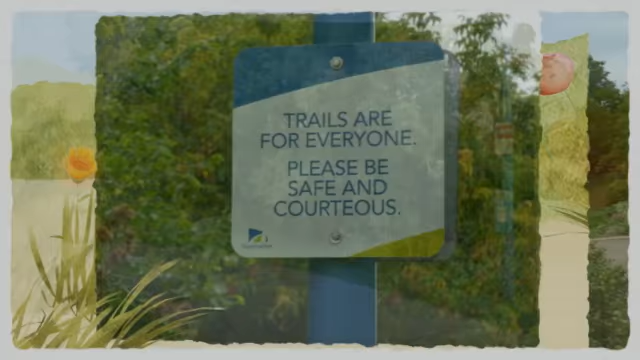 TRAILS ARE
FOR EVERYONE.
PLEASE BE
SAFE AND
COURTEOUS.